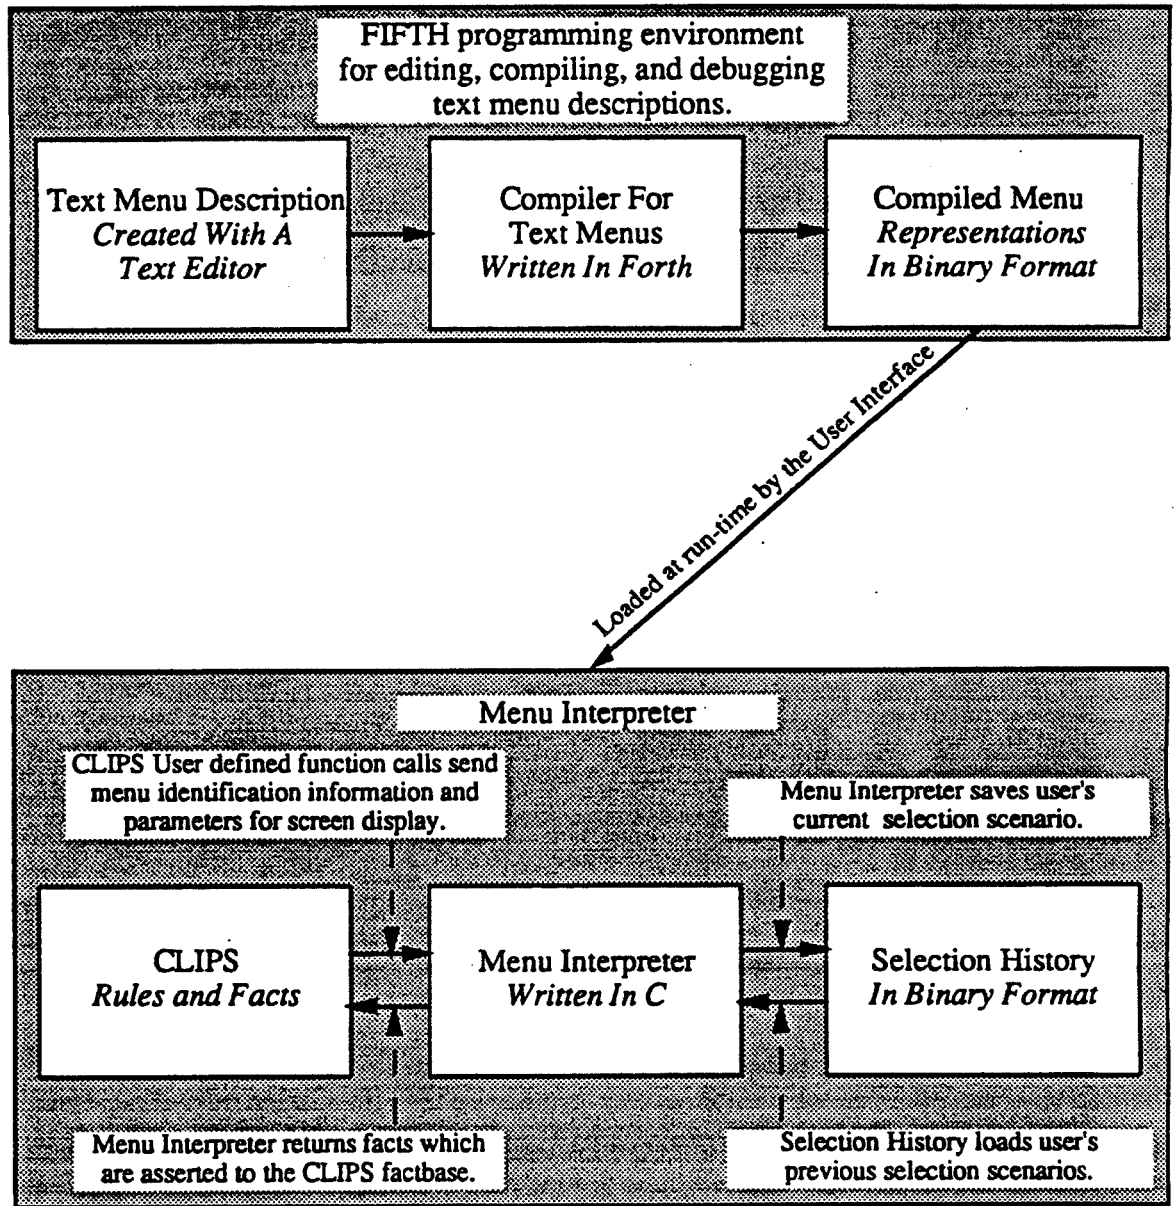 FIFTH programming environment
for editing, compiling, and debugging
text menu descriptions.
Text Menu Description
Created With A
Text Editor
Compiler For
Text Menus
Written In Forth
Compiled Menu
Representations
In Binary Format
Loaded at run-time by the User Interface
Menu Interpreter
CLIPS User defined function calls send
menu identification information and
parameters for screen display.
Menu Interpreter saves user's
current selection scenario.
CLIPS
Rules and Facts
Menu Interpreter
Written In C
Selection History
In Binary Format
Menu Interpreter returns facts which
are asserted to the CLIPS factbase.
Selection History loads user's
previous selection scenarios.